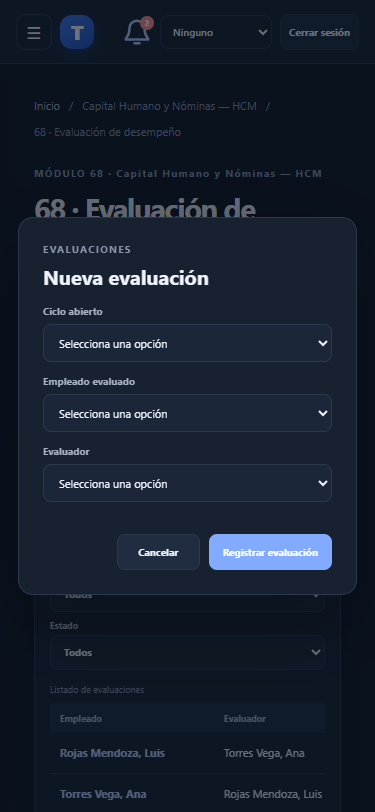 ☰ T 2 Ninguno Cerrar sesión
Inicio / Capital Humano y Nóminas — HCM /
68 · Evaluación de desempeño
MÓDULO 68 · Capital Humano y Nóminas — HCM
68 · Evaluación de
EVALUACIONES
Nueva evaluación
Ciclo abierto
Selecciona una opción
Empleado evaluado
Selecciona una opción
Evaluador
Selecciona una opción
Cancelar Registrar evaluación
Todos
Estado
Todos
Listado de evaluaciones
Empleado Evaluador
Rojas Mendoza, Luis Torres Vega, Ana
Torres Vega, Ana Rojas Mendoza, Luis